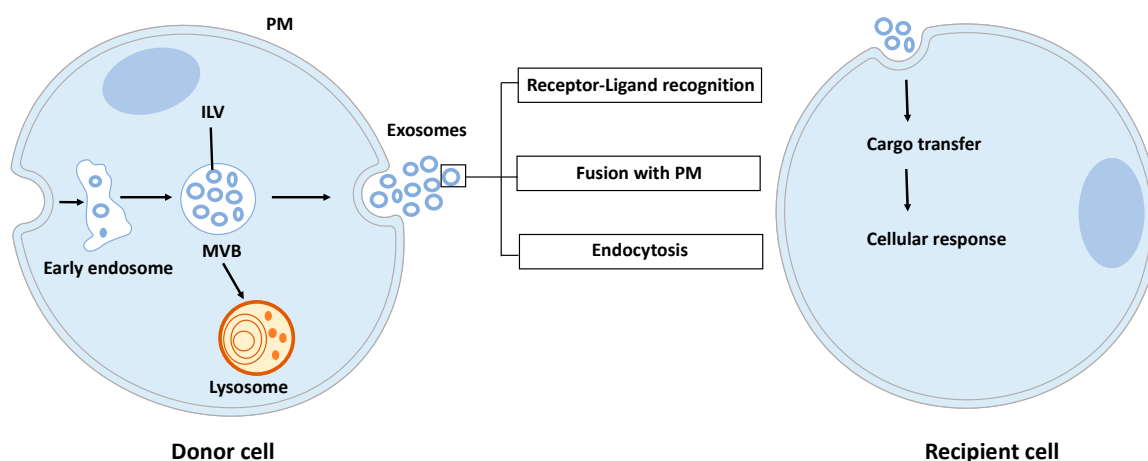 PM
ILV
Exosomes
Early endosome
MVB
Lysosome
Receptor-Ligand recognition
Fusion with PM
Endocytosis
Cargo transfer
Cellular response
Donor cell
Recipient cell